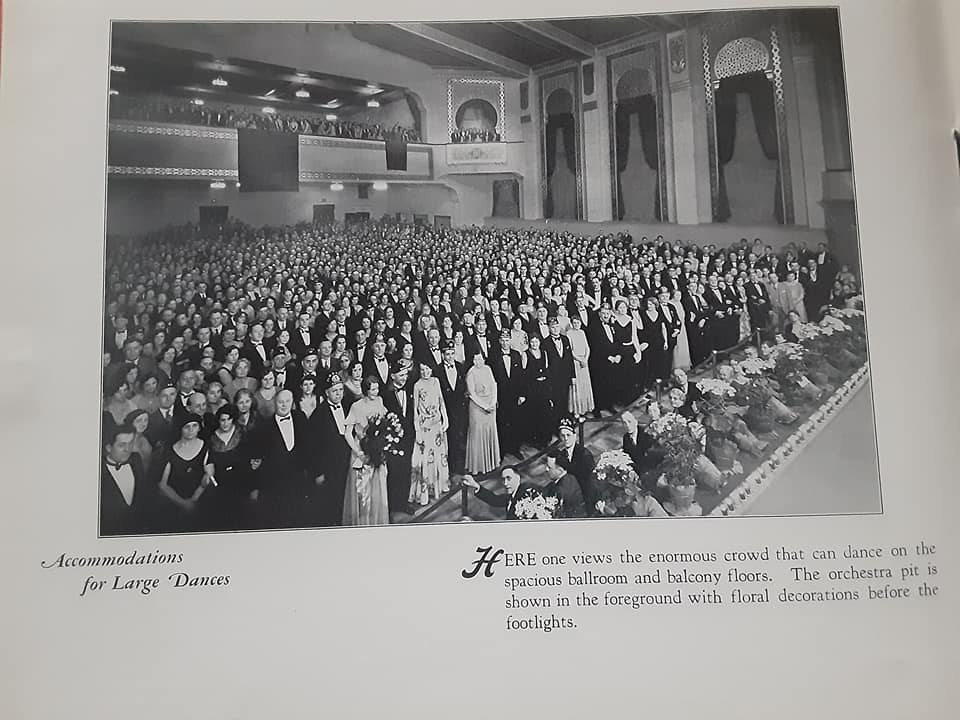 Accommodations
for Large Dances
HERE one views the enormous crowd that can dance on the
spacious ballroom and balcony floors. The orchestra pit is
shown in the foreground with floral decorations before the
footlights.